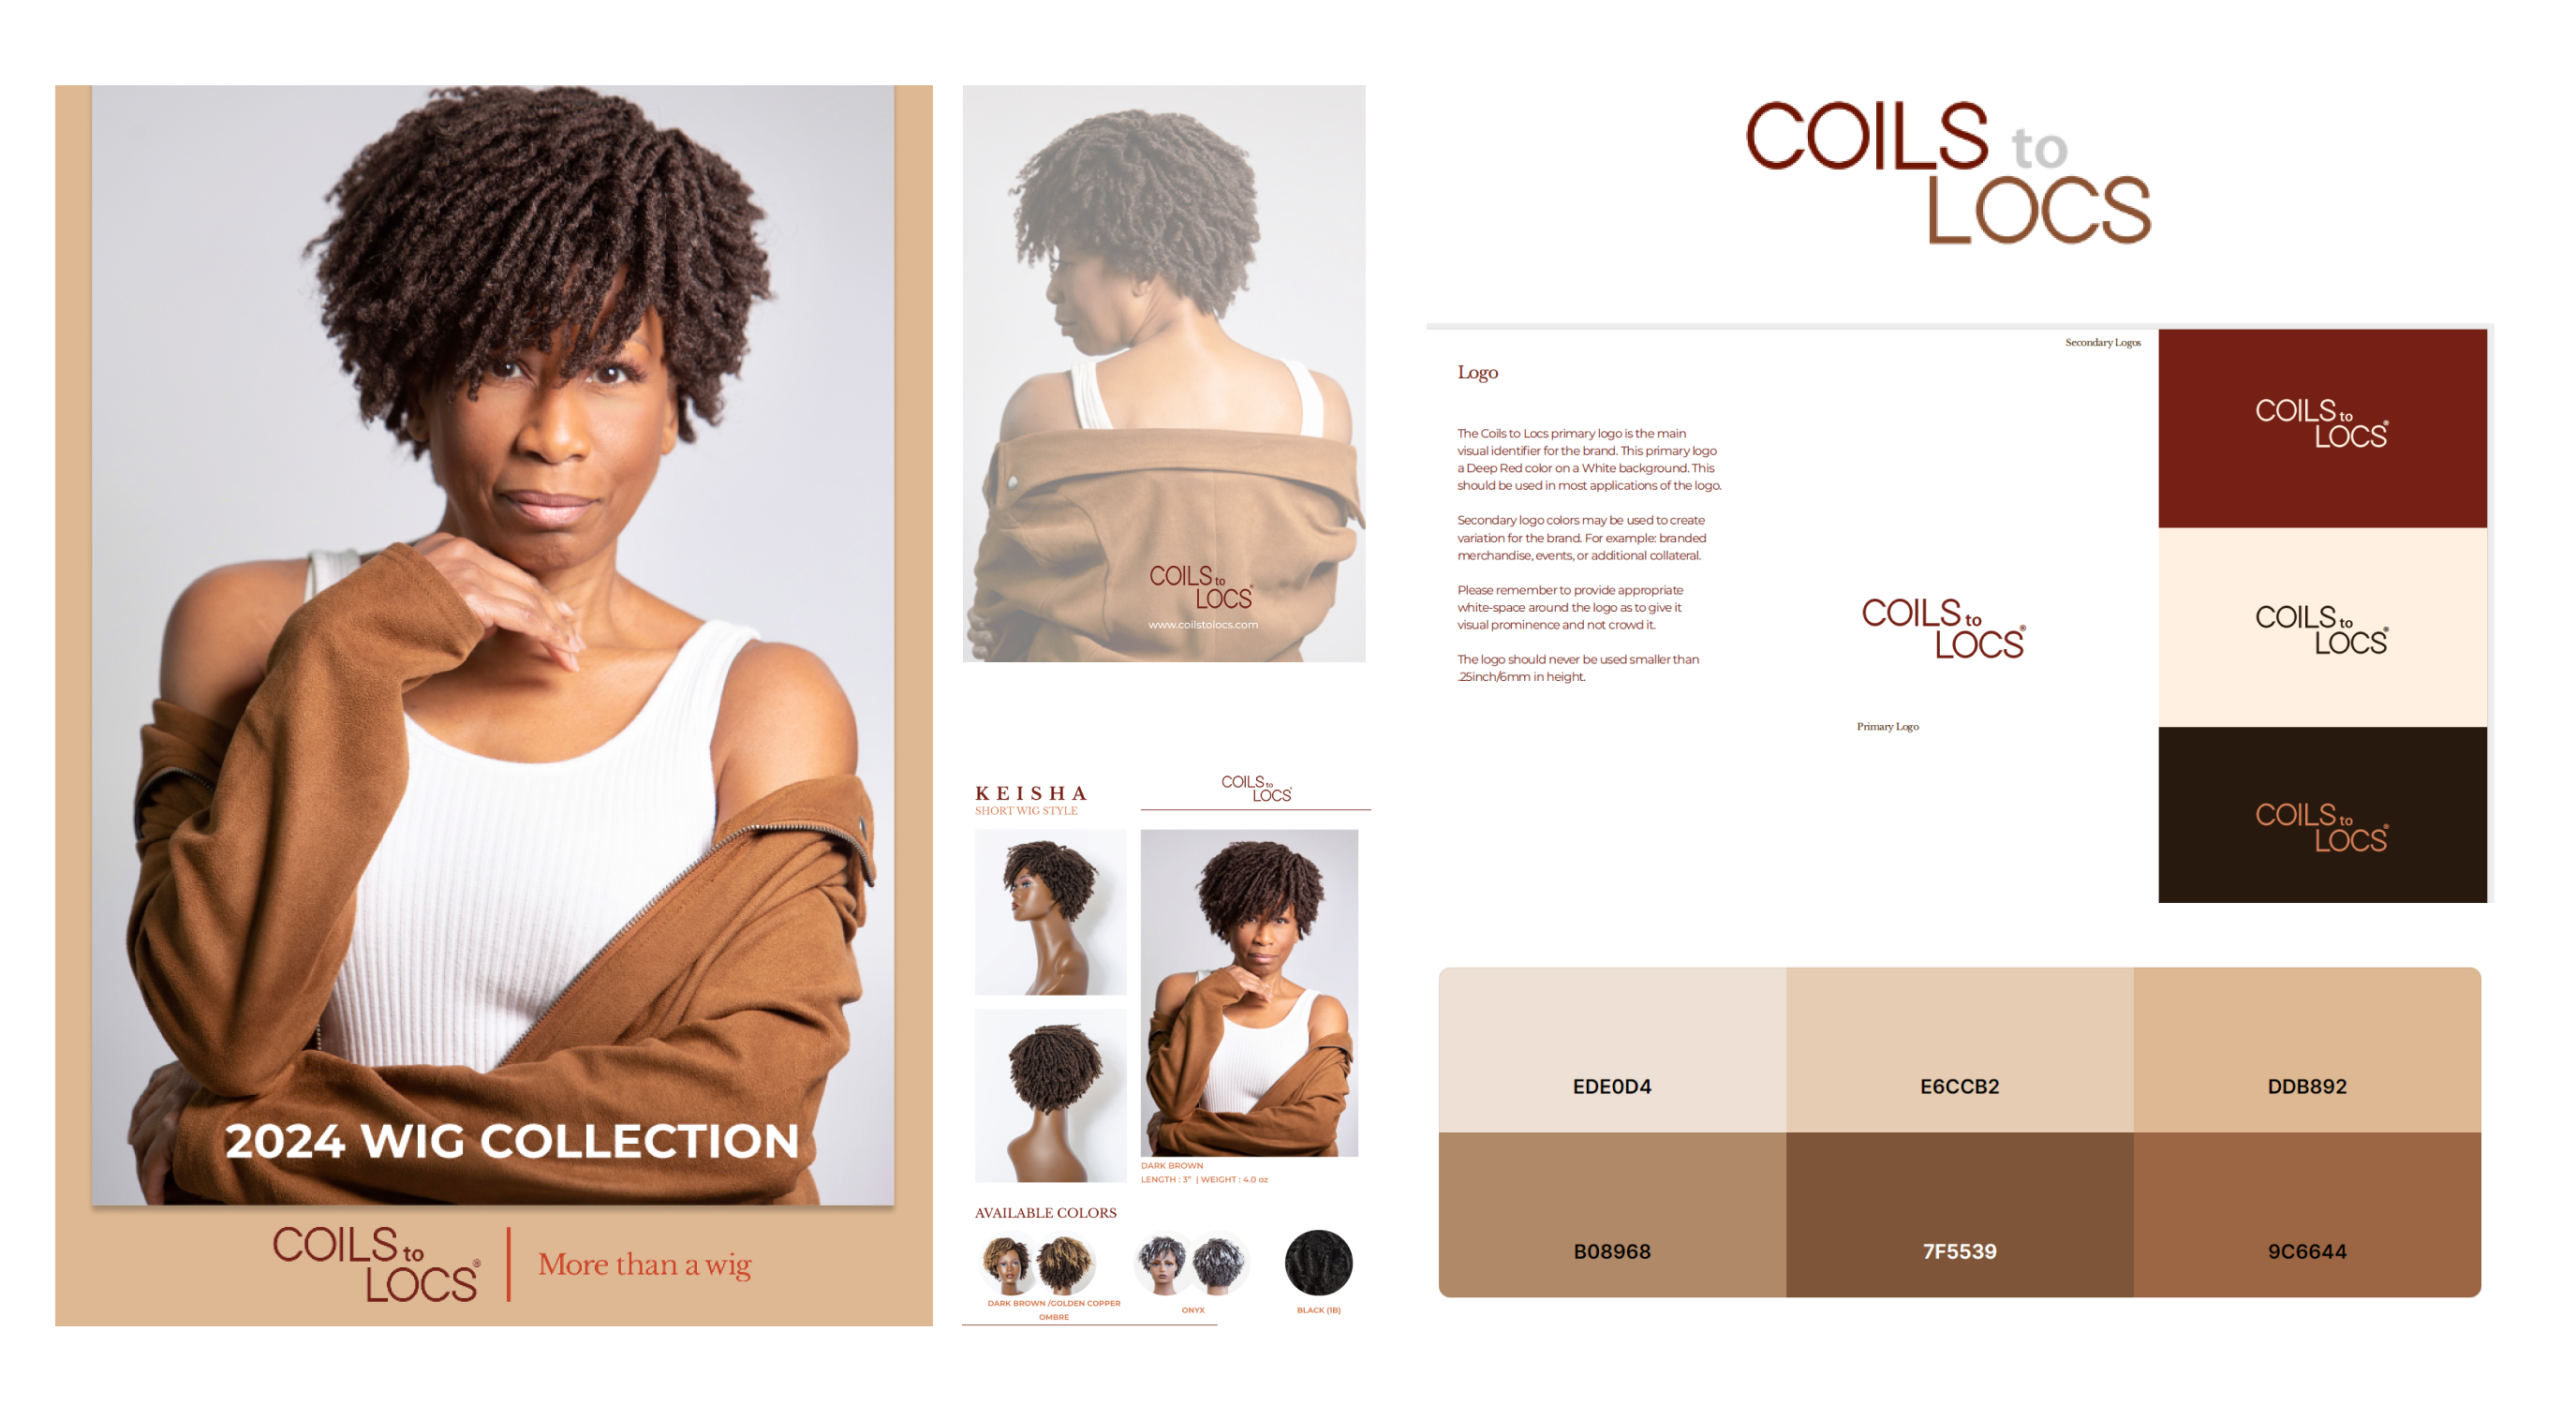 2024 WIG COLLECTION
COILS to
LOCS®
More than a wig
COILS to
LOCS®
www.coilstolocs.com
KEISHA
SHORT WIG STYLE
COILS to
LOCS®
DARK BROWN
LENGTH : 3" | WEIGHT : 4.0 oz
AVAILABLE COLORS
DARK BROWN /GOLDEN COPPER
OMBRE
ONYX
BLACK (1B)
COILS to
LOCS
Secondary Logos
Logo
The Coils to Locs primary logo is the main
visual identifier for the brand. This primary logo
a Deep Red color on a White background. This
should be used in most applications of the logo.
Secondary logo colors may be used to create
variation for the brand. For example: branded
merchandise, events, or additional collateral.
Please remember to provide appropriate
white-space around the logo as to give it
visual prominence and not crowd it.
The logo should never be used smaller than
.25inch/6mm in height.
COILS to
LOCS®
Primary Logo
COILS to
LOCS®
COILS to
LOCS®
COILS to
LOCS®
EDE0D4
E6CCB2
DDB892
B08968
7F5539
9C6644